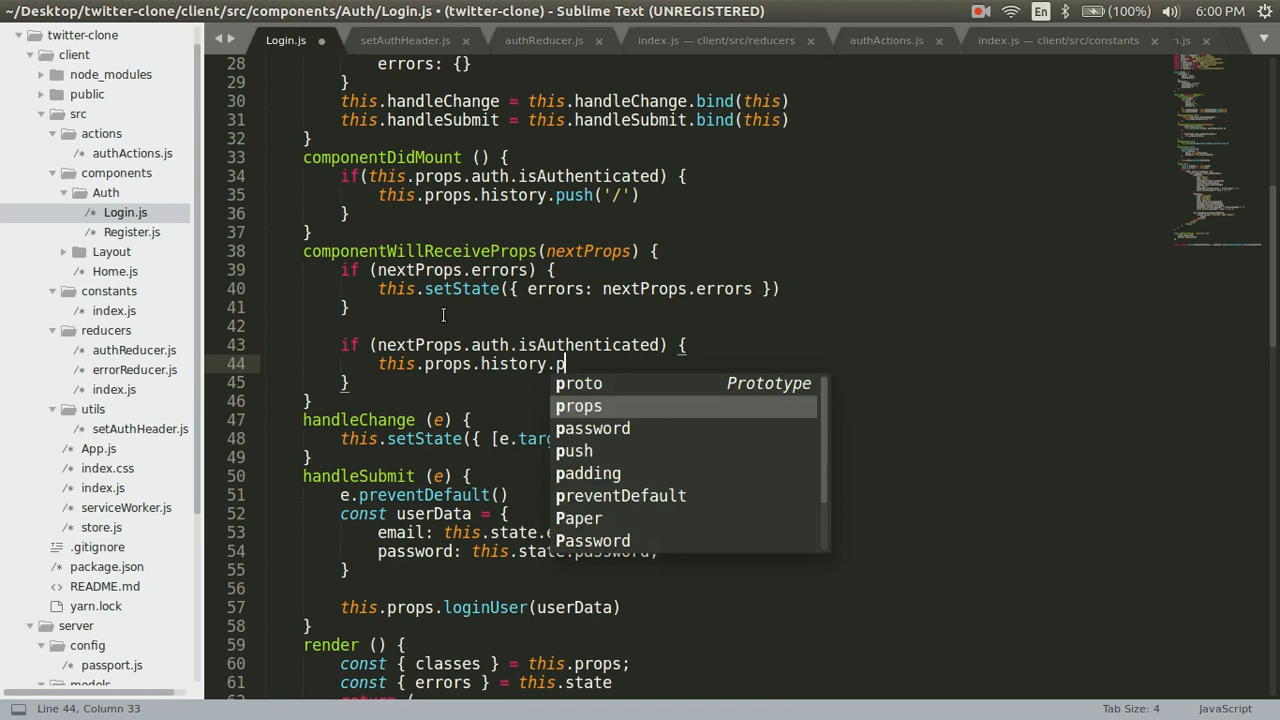 ~/Desktop/twitter-clone/client/src/components/Auth/Login.js • (twitter-clone) - Sublime Text (UNREGISTERED)
En
(100%)
6:00 PM
twitter-clone
client
node_modules
public
src
actions
authActions.js
components
Auth
Login.js
Register.js
Layout
Home.js
constants
index.js
reducers
authReducer.js
errorReducer.js
index.js
utils
setAuthHeader.js
App.js
index.css
index.js
serviceWorker.js
store.js
.gitignore
package.json
README.md
yarn.lock
server
config
passport.js
models
Login.js
setAuthHeader.js
authReducer.js
index.js — client/src/reducers
authActions.js
index.js — client/src/constants
n.js
28 errors: {}
29 }
30 this.handleChange = this.handleChange.bind(this)
31 this.handleSubmit = this.handleSubmit.bind(this)
32 }
33 componentDidMount () {
34 if(this.props.auth.isAuthenticated) {
35 this.props.history.push('/')
36 }
37 }
38 componentWillReceiveProps(nextProps) {
39 if (nextProps.errors) {
40 this.setState({ errors: nextProps.errors })
41 }
42
43 if (nextProps.auth.isAuthenticated) {
44 this.props.history.p
45 }
46 }
47 handleChange (e) {
48 this.setState({ [e.targ
49 }
50 handleSubmit (e) {
51 e.preventDefault()
52 const userData = {
53 email: this.state.e
54 password: this.state.password,
55 }
56
57 this.props.loginUser(userData)
58 }
59 render () {
60 const { classes } = this.props;
61 const { errors } = this.state
62 return (
proto Prototype
props
password
push
padding
preventDefault
Paper
Password
Line 44, Column 33
Tab Size: 4
JavaScript